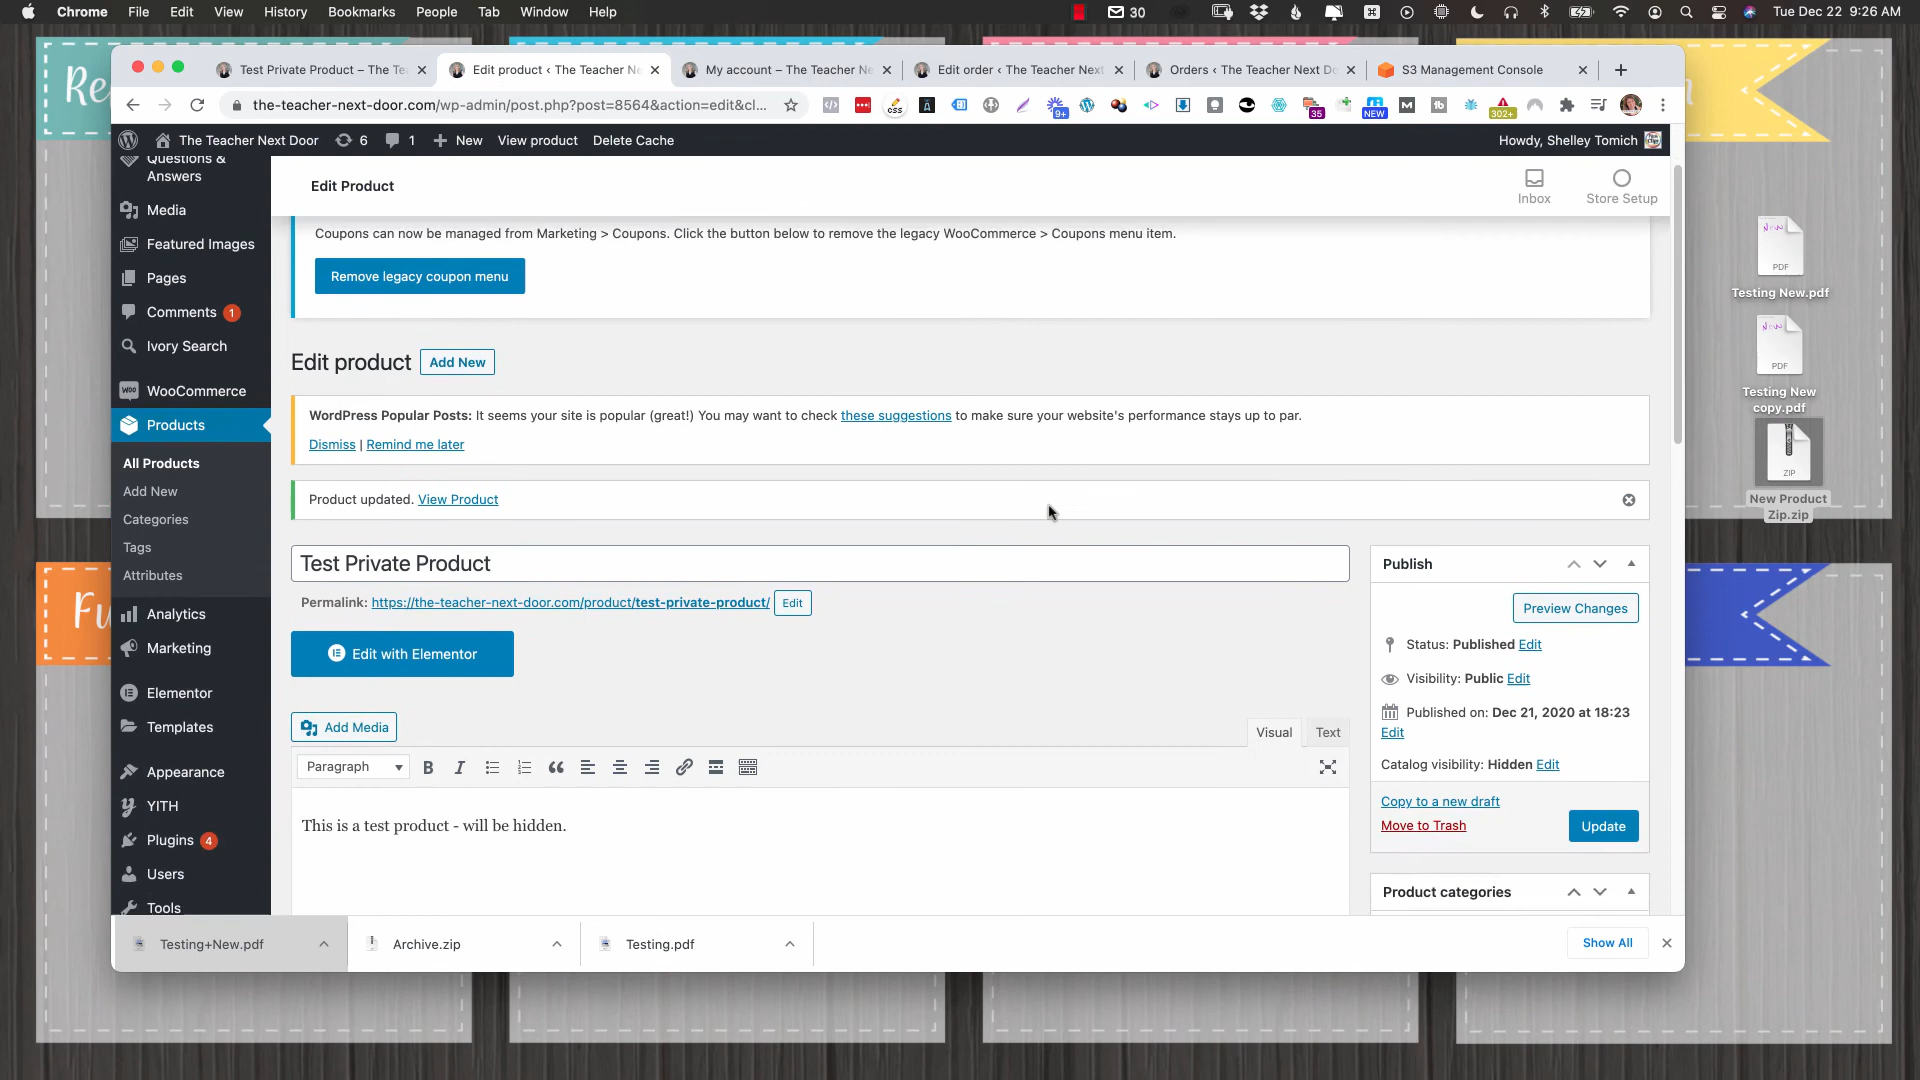 Chrome File Edit View History Bookmarks People Tab Window Help
30
Tue Dec 22 9:26 AM
Test Private Product – The Te
Edit product ‹ The Teacher Ne
My account – The Teacher Ne
Edit order ‹ The Teacher Next
Orders ‹ The Teacher Next Do
S3 Management Console
the-teacher-next-door.com/wp-admin/post.php?post=8564&action=edit&cl...
css
9+
35
NEW
302+
The Teacher Next Door
6
1
New
View product
Delete Cache
Howdy, Shelley Tomich
Questions &
Answers
Media
Featured Images
Pages
Comments 1
Ivory Search
WooCommerce
Products
All Products
Add New
Categories
Tags
Attributes
Analytics
Marketing
Elementor
Templates
Appearance
YITH
Plugins 4
Users
Tools
Edit Product
Inbox
Store Setup
Coupons can now be managed from Marketing > Coupons. Click the button below to remove the legacy WooCommerce > Coupons menu item.
Remove legacy coupon menu
Edit product
Add New
WordPress Popular Posts: It seems your site is popular (great!) You may want to check these suggestions to make sure your website's performance stays up to par.
Dismiss | Remind me later
Product updated. View Product
Test Private Product
Permalink: https://the-teacher-next-door.com/product/test-private-product/ Edit
Edit with Elementor
Add Media
Visual
Text
Paragraph
This is a test product - will be hidden.
Publish
Preview Changes
Status: Published Edit
Visibility: Public Edit
Published on: Dec 21, 2020 at 18:23
Edit
Catalog visibility: Hidden Edit
Copy to a new draft
Move to Trash
Update
Product categories
Testing+New.pdf
Archive.zip
Testing.pdf
Show All
New
PDF
Testing New.pdf
New
PDF
Testing New
copy.pdf
ZIP
New Product
Zip.zip